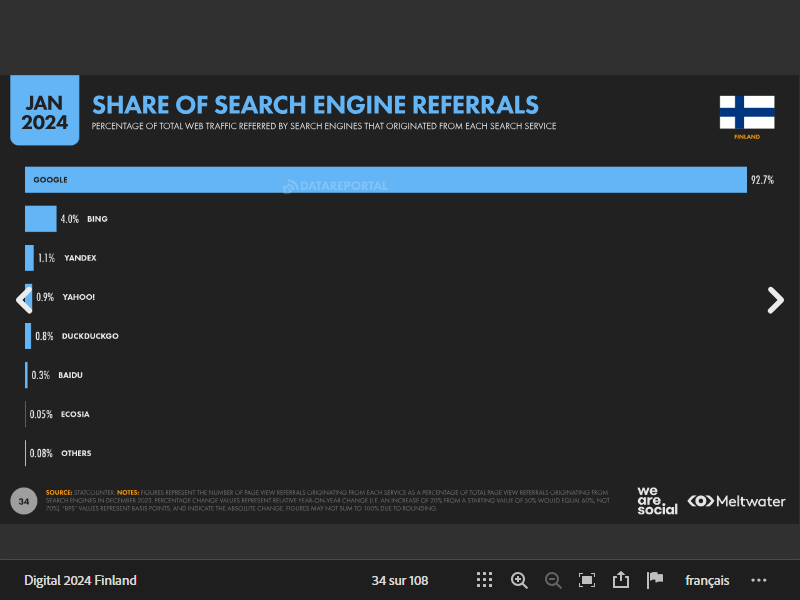 JAN
2024
SHARE OF SEARCH ENGINE REFERRALS
PERCENTAGE OF TOTAL WEB TRAFFIC REFERRED BY SEARCH ENGINES THAT ORIGINATED FROM EACH SEARCH SERVICE
FINLAND
GOOGLE
DATAREPORTAL
92.7%
4.0% BING
1.1% YANDEX
0.9% YAHOO!
0.8% DUCKDUCKGO
0.3% BAIDU
0.05% ECOSIA
0.08% OTHERS
34
SOURCE: STATCOUNTER. NOTES: FIGURES REPRESENT THE NUMBER OF PAGE VIEW REFERRALS ORIGINATING FROM EACH SERVICE AS A PERCENTAGE OF TOTAL PAGE VIEW REFERRALS ORIGINATING FROM
SEARCH ENGINES IN DECEMBER 2023. PERCENTAGE CHANGE VALUES REPRESENT RELATIVE YEAR-ON-YEAR CHANGE (I.E. AN INCREASE OF 20% FROM A STARTING VALUE OF 50% WOULD EQUAL 60%, NOT
70%). "BPS" VALUES REPRESENT BASIS POINTS, AND INDICATE THE ABSOLUTE CHANGE. FIGURES MAY NOT SUM TO 100% DUE TO ROUNDING.
we
are.
social
Meltwater
Digital 2024 Finland
34 sur 108
français